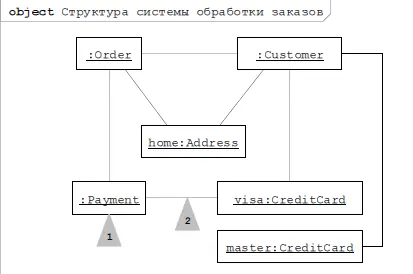 object Структура системы обработки заказов
:Order
:Customer
home:Address
:Payment
visa:CreditCard
1
2
master:CreditCard